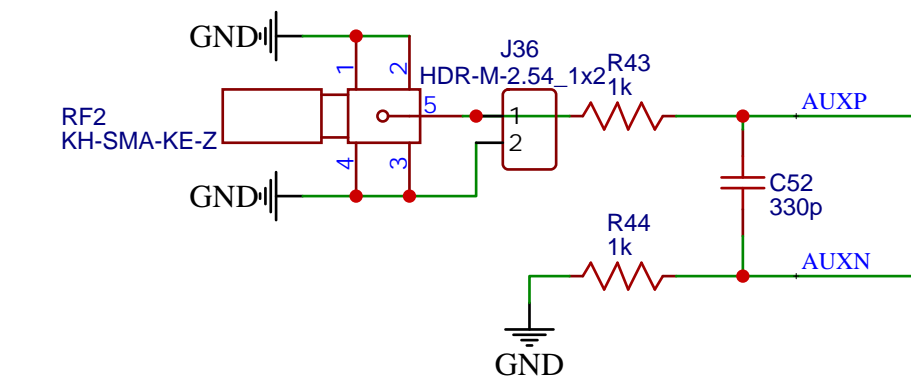 GND
1
2
J36
HDR-M-2.54_1x2
R43
1k
RF2
KH-SMA-KE-Z
5
1
2
AUXP
4
3
GND
C52
330p
R44
1k
AUXN
GND